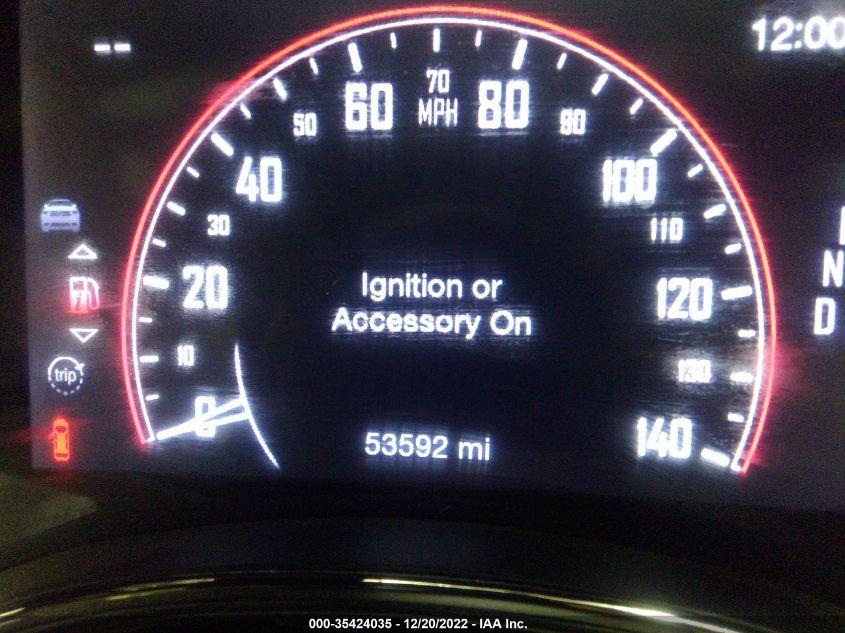 --
12:00
70
60 MPH 80
50 90
40 100
30 110
N
20 Ignition or 120
Accessory On D
10 130
trip
0 140
53592 mi
000-35424035 - 12/20/2022 - IAA Inc.